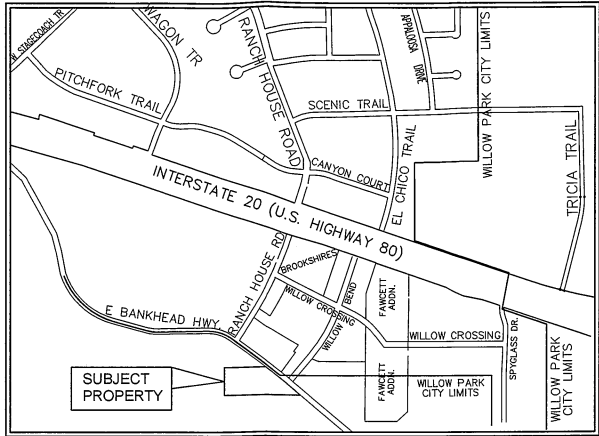 W. STAGECOACH TR
WAGON TR
RANCH HOUSE ROAD
APPALOOSA
DRIVE
WILLOW PARK CITY LIMITS
PITCHFORK TRAIL
SCENIC TRAIL
CANYON COURT
EL CHICO TRAIL
TRICIA TRAIL
INTERSTATE 20 (U.S. HIGHWAY 80)
RANCH HOUSE RD
BROOKSHIRES
WILLOW CROSSING
WILLOW
BEND
FAWCETT
ADDN.
E BANKHEAD HWY.
WILLOW CROSSING
SPYGLASS DR.
SUBJECT
PROPERTY
FAWCETT
ADDN.
WILLOW PARK
CITY LIMITS
WILLOW PARK
CITY LIMITS